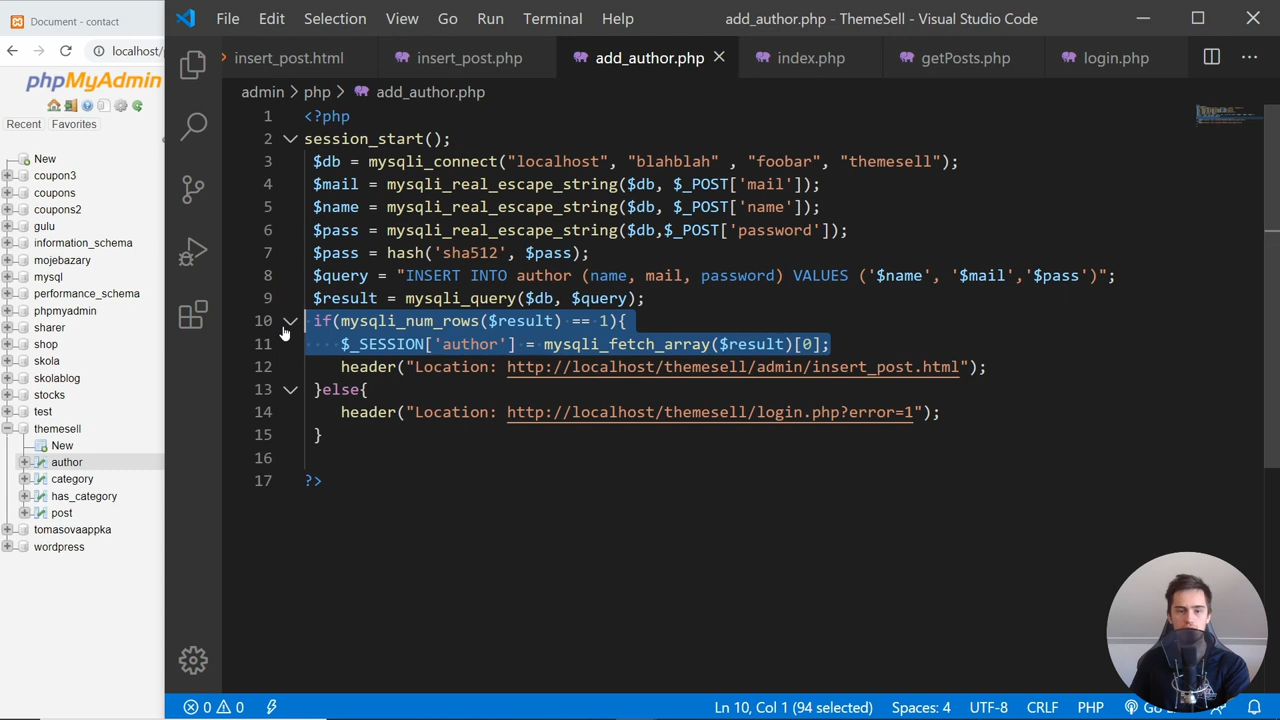 Document - contact
localhost/
phpMyAdmin
Recent Favorites
New
coupon3
coupons
coupons2
gulu
information_schema
mojebazary
mysql
performance_schema
phpmyadmin
sharer
shop
skola
skolablog
stocks
test
themesell
New
author
category
has_category
post
tomasovaappka
wordpress
File Edit Selection View Go Run Terminal Help add_author.php - ThemeSell - Visual Studio Code
insert_post.html insert_post.php add_author.php index.php getPosts.php login.php
admin > php > add_author.php
1 <?php
2 session_start();
3 $db = mysqli_connect("localhost", "blahblah" , "foobar", "themesell");
4 $mail = mysqli_real_escape_string($db, $_POST['mail']);
5 $name = mysqli_real_escape_string($db, $_POST['name']);
6 $pass = mysqli_real_escape_string($db,$_POST['password']);
7 $pass = hash('sha512', $pass);
8 $query = "INSERT INTO author (name, mail, password) VALUES ('$name', '$mail','$pass')";
9 $result = mysqli_query($db, $query);
10 if(mysqli_num_rows($result) == 1){
11 $_SESSION['author'] = mysqli_fetch_array($result)[0];
12 header("Location: http://localhost/themesell/admin/insert_post.html");
13 }else{
14 header("Location: http://localhost/themesell/login.php?error=1");
15 }
16
17 ?>
0 0 Ln 10, Col 1 (94 selected) Spaces: 4 UTF-8 CRLF PHP